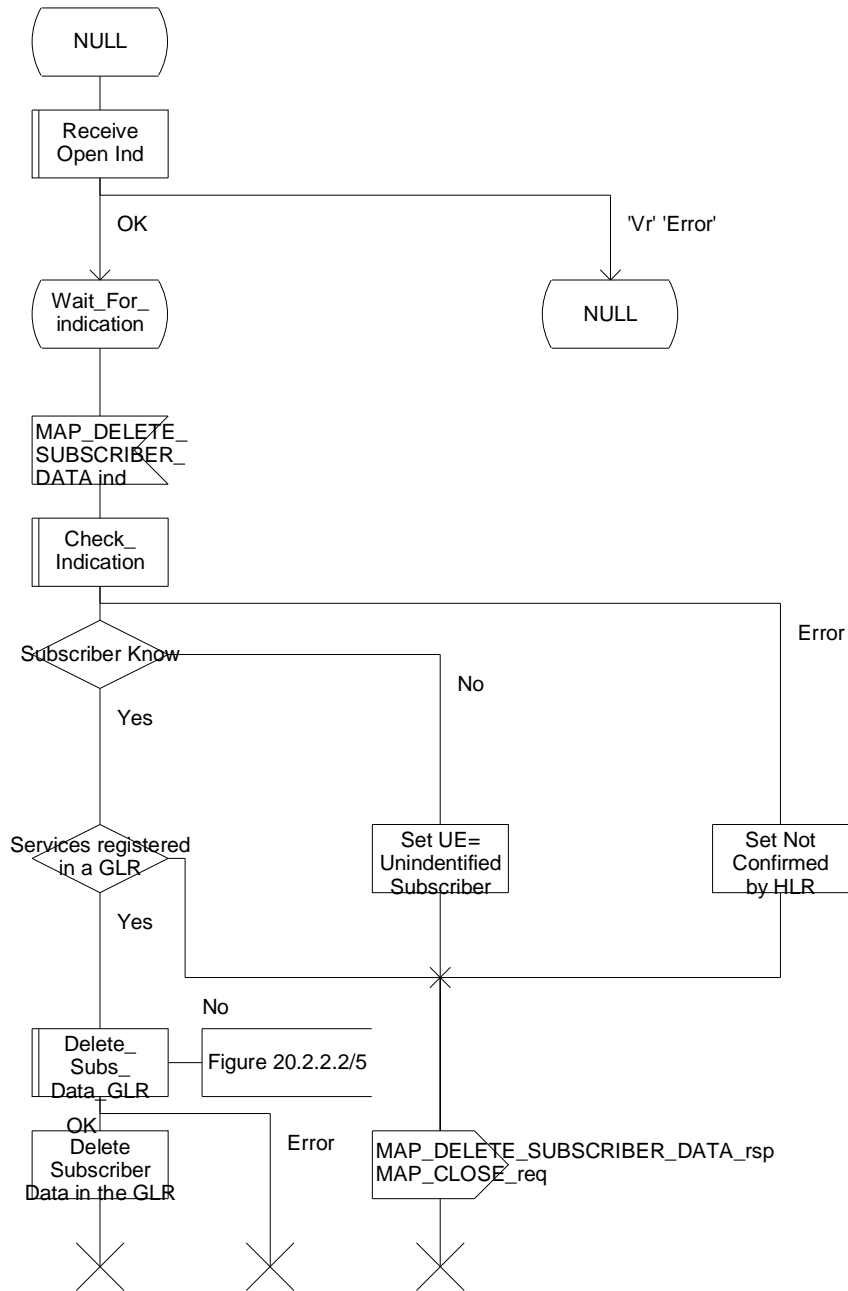 NULL
Receive
Open Ind
OK
'Vr' 'Error'
Wait_For_
indication
NULL
MAP_DELETE_
SUBSCRIBER_
DATA ind
Check_
Indication
Error
Subscriber Know
No
Yes
Services registered
in a GLR
Set UE=
Unindentified
Subscriber
Set Not
Confirmed
by HLR
Yes
No
Delete_
Subs_
Data_GLR
Figure 20.2.2.2/5
OK
Error
Delete
Subscriber
Data in the GLR
MAP_DELETE_SUBSCRIBER_DATA_rsp
MAP_CLOSE_req